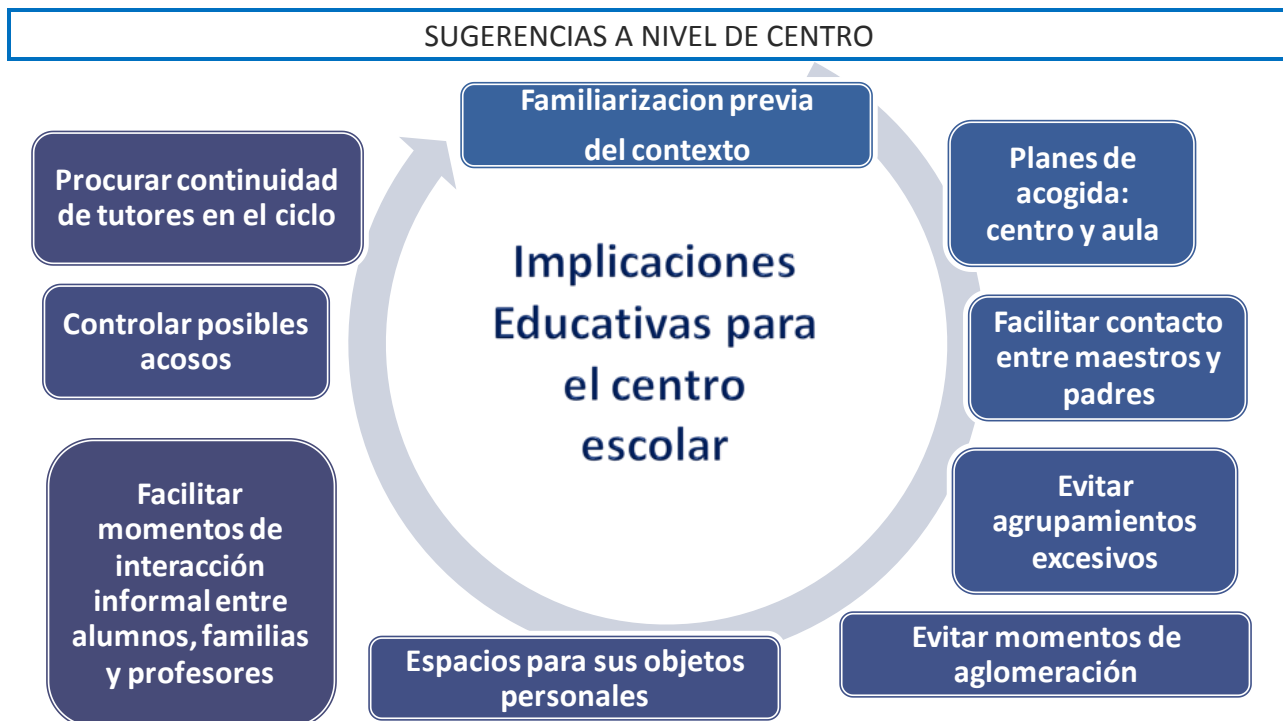 SUGERENCIAS A NIVEL DE CENTRO
Familiarizacion previa
del contexto
Planes de
acogida:
centro y aula
Facilitar contacto
entre maestros y
padres
Evitar
agrupamientos
excesivos
Evitar momentos de
aglomeración
Espacios para sus objetos
personales
Facilitar
momentos de
interacción
informal entre
alumnos, familias
y profesores
Controlar posibles
acosos
Procurar continuidad
de tutores en el ciclo
Implicaciones
Educativas para
el centro
escolar